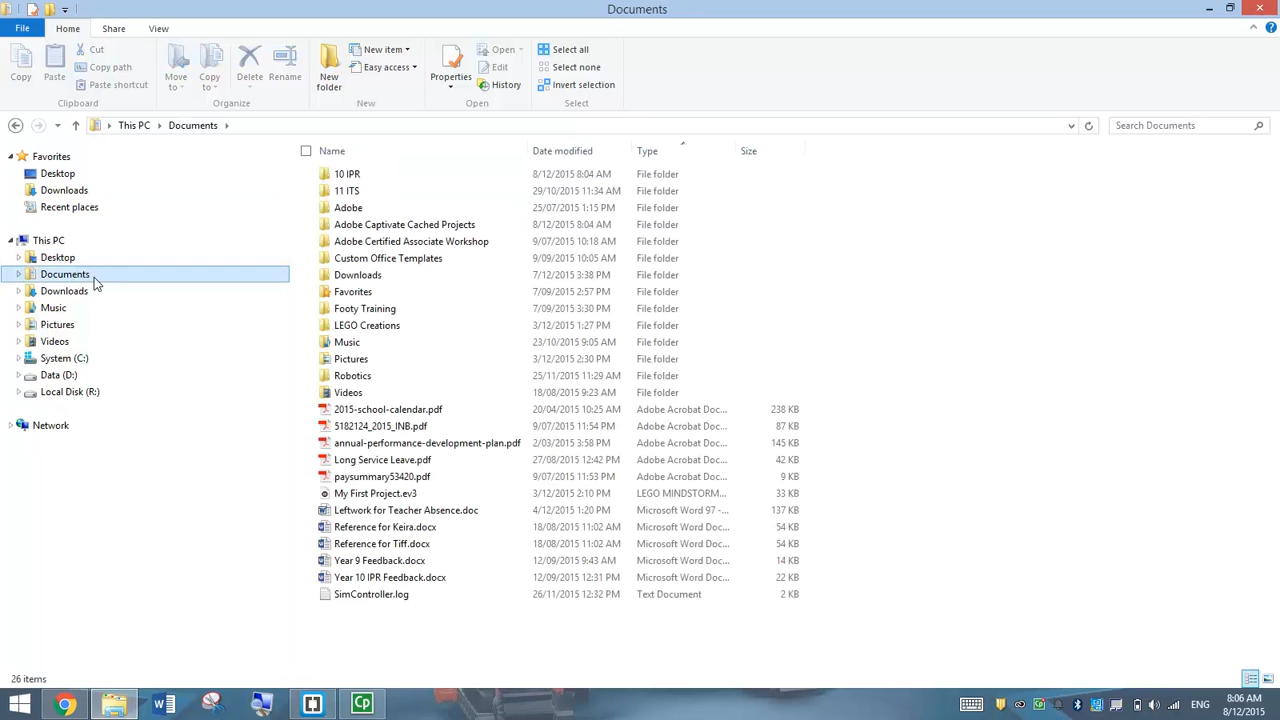 Documents
File Home Share View
Copy Paste Cut Copy path Paste shortcut Move to Copy to Delete Rename New folder New item Easy access Properties Open Edit History Select all Select none Invert selection
Clipboard Organize New Open Select
This PC Documents Search Documents
Name Date modified Type Size
Favorites
Desktop
Downloads
Recent places
This PC
Desktop
Documents
Downloads
Music
Pictures
Videos
System (C:)
Data (D:)
Local Disk (R:)
Network
10 IPR 8/12/2015 8:04 AM File folder
11 ITS 29/10/2015 11:34 AM File folder
Adobe 25/07/2015 1:15 PM File folder
Adobe Captivate Cached Projects 8/12/2015 8:04 AM File folder
Adobe Certified Associate Workshop 9/07/2015 10:18 AM File folder
Custom Office Templates 9/09/2015 10:05 AM File folder
Downloads 7/12/2015 3:38 PM File folder
Favorites 7/09/2015 2:57 PM File folder
Footy Training 7/09/2015 3:30 PM File folder
LEGO Creations 3/12/2015 1:27 PM File folder
Music 23/10/2015 9:05 AM File folder
Pictures 3/12/2015 2:30 PM File folder
Robotics 25/11/2015 11:29 AM File folder
Videos 18/08/2015 9:23 AM File folder
2015-school-calendar.pdf 20/04/2015 10:25 AM Adobe Acrobat Doc... 238 KB
5182124_2015_INB.pdf 9/07/2015 11:54 PM Adobe Acrobat Doc... 87 KB
annual-performance-development-plan.pdf 2/03/2015 3:58 PM Adobe Acrobat Doc... 145 KB
Long Service Leave.pdf 27/08/2015 12:42 PM Adobe Acrobat Doc... 42 KB
paysummary53420.pdf 9/07/2015 11:53 PM Adobe Acrobat Doc... 9 KB
My First Project.ev3 3/12/2015 2:10 PM LEGO MINDSTORM... 33 KB
Leftwork for Teacher Absence.doc 4/12/2015 1:20 PM Microsoft Word 97 -... 137 KB
Reference for Keira.docx 18/08/2015 11:02 AM Microsoft Word Doc... 54 KB
Reference for Tiff.docx 18/08/2015 11:02 AM Microsoft Word Doc... 54 KB
Year 9 Feedback.docx 12/09/2015 9:43 AM Microsoft Word Doc... 14 KB
Year 10 IPR Feedback.docx 12/09/2015 12:31 PM Microsoft Word Doc... 22 KB
SimController.log 26/11/2015 12:32 PM Text Document 2 KB
26 items
Cp ENG 8:06 AM
8/12/2015